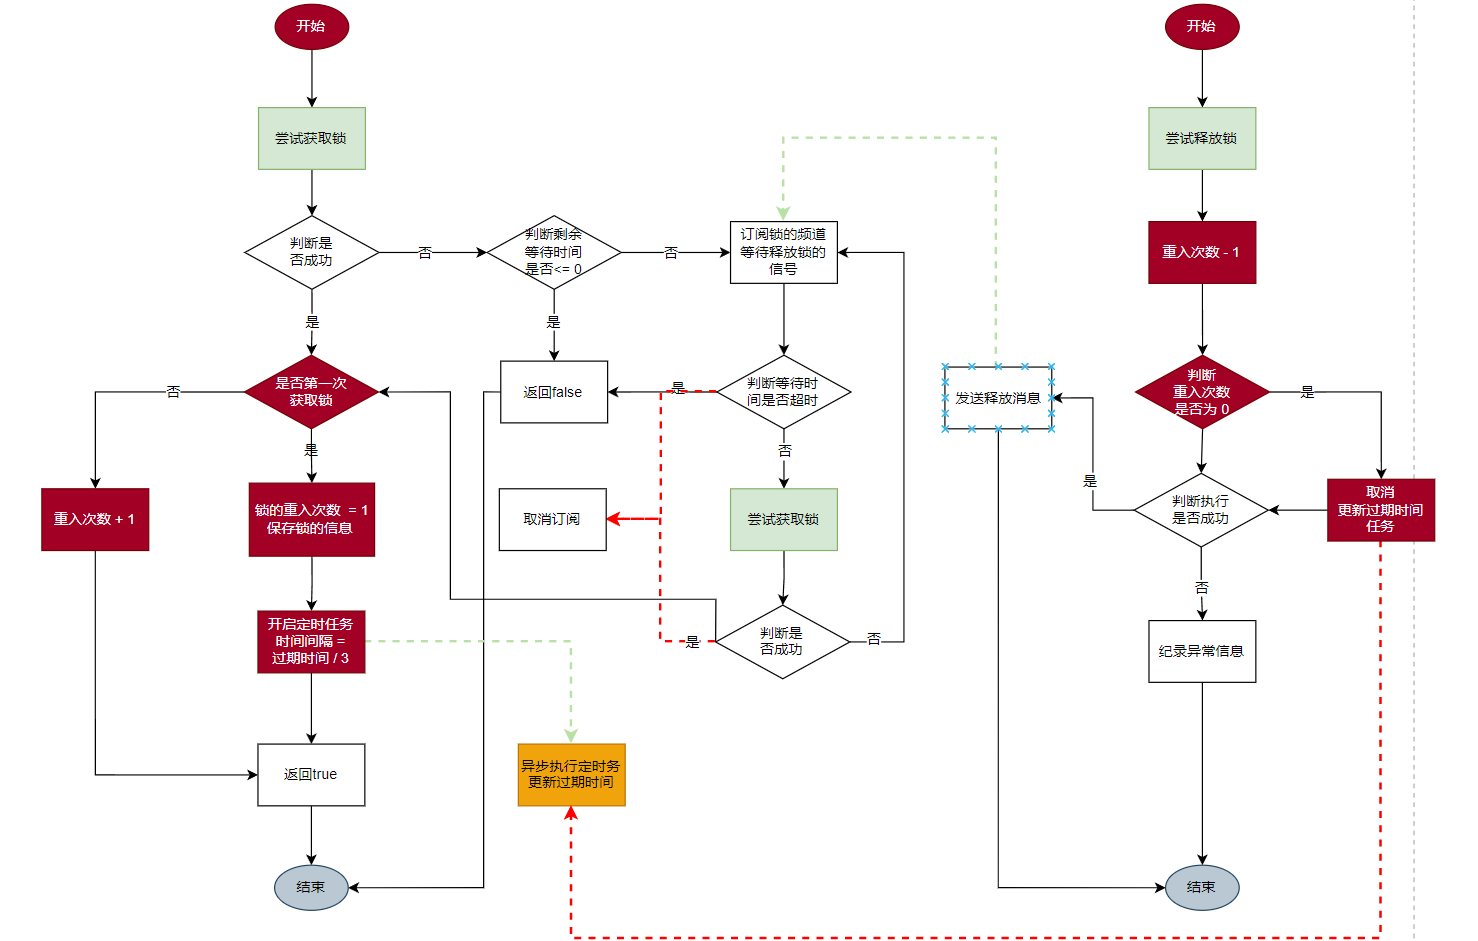 开始
尝试获取锁
判断是
否成功
否
判断剩余
等待时间
是否<= 0
否
订阅锁的频道
等待释放锁的
信号
是
是
是否第一次
获取锁
否
返回false
是
判断等待时
间是否超时
是
否
重入次数 + 1
锁的重入次数 = 1
保存锁的信息
取消订阅
尝试获取锁
开启定时任务
时间间隔 =
过期时间 / 3
是
判断是
否成功
否
返回true
异步执行定时务
更新过期时间
结束
开始
尝试释放锁
重入次数 - 1
判断
重入次数
是否为 0
是
发送释放消息
是
判断执行
是否成功
取消
更新过期时间
任务
否
纪录异常信息
结束